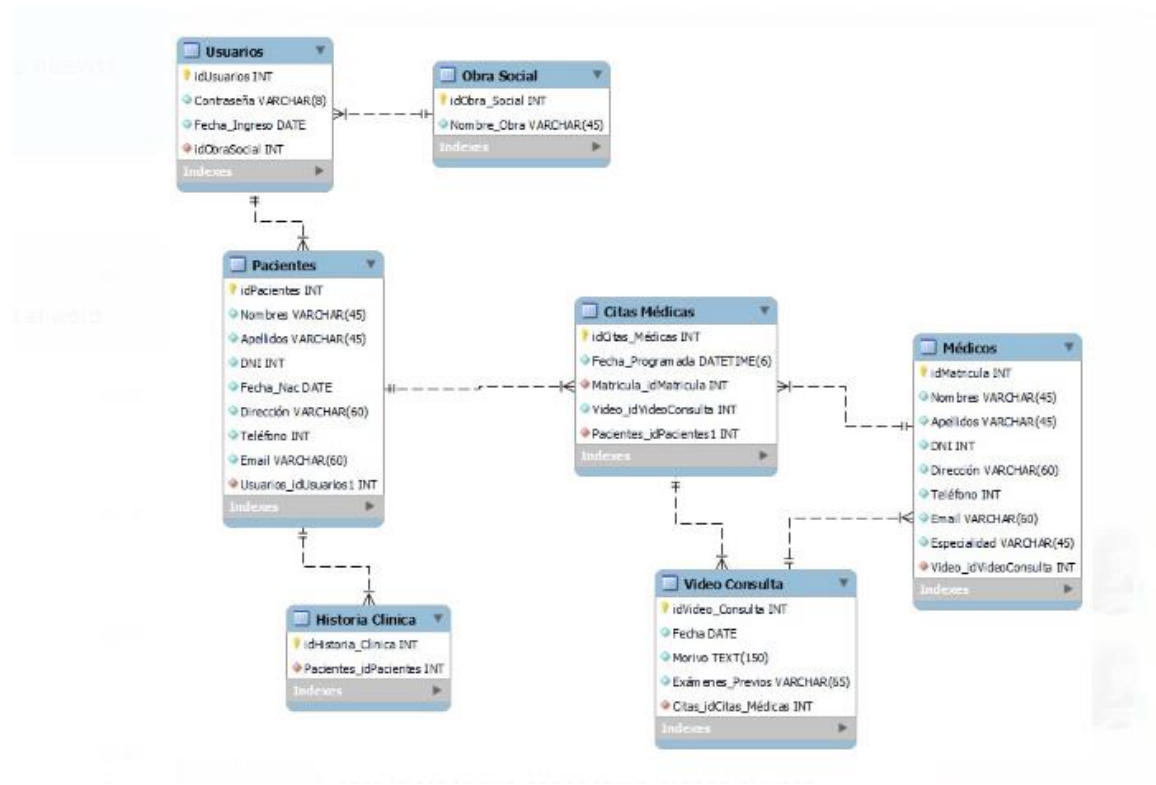 Usuarios
idUsuarios INT
Contraseña VARCHAR(8)
Fecha_Ingreso DATE
idObraSocial INT
Indexes
Obra Social
idObra_Social INT
Nombre_Obra VARCHAR(45)
Indexes
Pacientes
idPacientes INT
Nombres VARCHAR(45)
Apellidos VARCHAR(45)
DNI INT
Fecha_Nac DATE
Dirección VARCHAR(60)
Teléfono INT
Email VARCHAR(60)
Usuarios_idUsuarios1 INT
Indexes
Citas Médicas
idCitas_Médicas INT
Fecha_Programada DATETIME(6)
Matricula_idMatricula INT
Video_idVideoConsulta INT
Pacientes_idPacientes1 INT
Indexes
Médicos
idMatricula INT
Nombres VARCHAR(45)
Apellidos VARCHAR(45)
DNI INT
Dirección VARCHAR(60)
Teléfono INT
Email VARCHAR(60)
Especialidad VARCHAR(45)
Video_idVideoConsulta INT
Indexes
Historia Clinica
idHistoria_Clinica INT
Pacientes_idPacientes INT
Indexes
Video Consulta
idVideo_Consulta INT
Fecha DATE
Morivo TEXT(150)
Exámenes_Previos VARCHAR(65)
Citas_idCitas_Médicas INT
Indexes